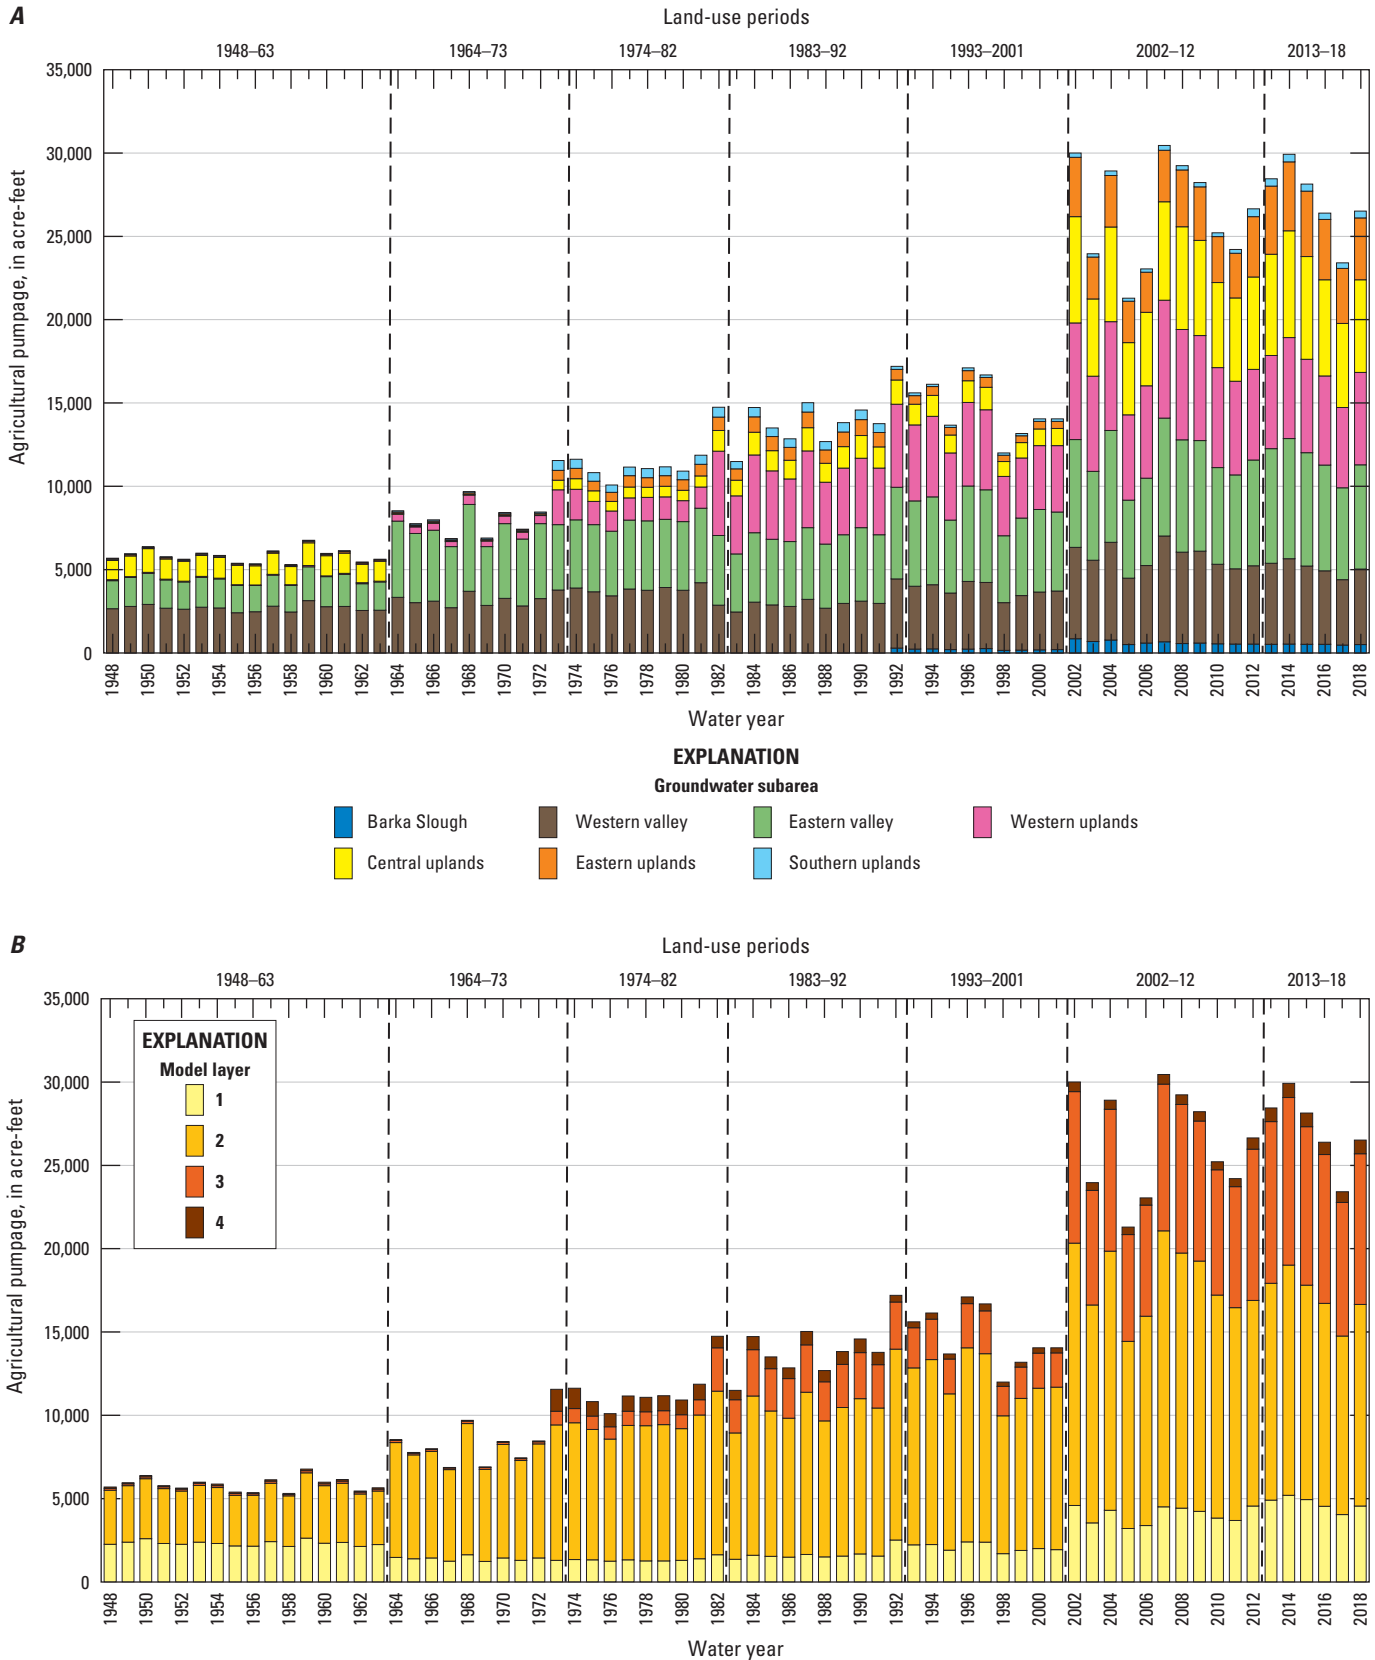 A
Land-use periods
1948–63 1964–73 1974–82 1983–92 1993–2001 2002–12 2013–18
35,000
30,000
25,000
20,000
15,000
10,000
5,000
0
Agricultural pumpage, in acre-feet
1948 1950 1952 1954 1956 1958 1960 1962 1964 1966 1968 1970 1972 1974 1976 1978 1980 1982 1984 1986 1988 1990 1992 1994 1996 1998 2000 2002 2004 2006 2008 2010 2012 2014 2016 2018
Water year
EXPLANATION
Groundwater subarea
Barka Slough Western valley Eastern valley Western uplands
Central uplands Eastern uplands Southern uplands
B
Land-use periods
1948–63 1964–73 1974–82 1983–92 1993–2001 2002–12 2013–18
35,000
30,000
25,000
20,000
15,000
10,000
5,000
0
Agricultural pumpage, in acre-feet
EXPLANATION
Model layer
1
2
3
4
1948 1950 1952 1954 1956 1958 1960 1962 1964 1966 1968 1970 1972 1974 1976 1978 1980 1982 1984 1986 1988 1990 1992 1994 1996 1998 2000 2002 2004 2006 2008 2010 2012 2014 2016 2018
Water year